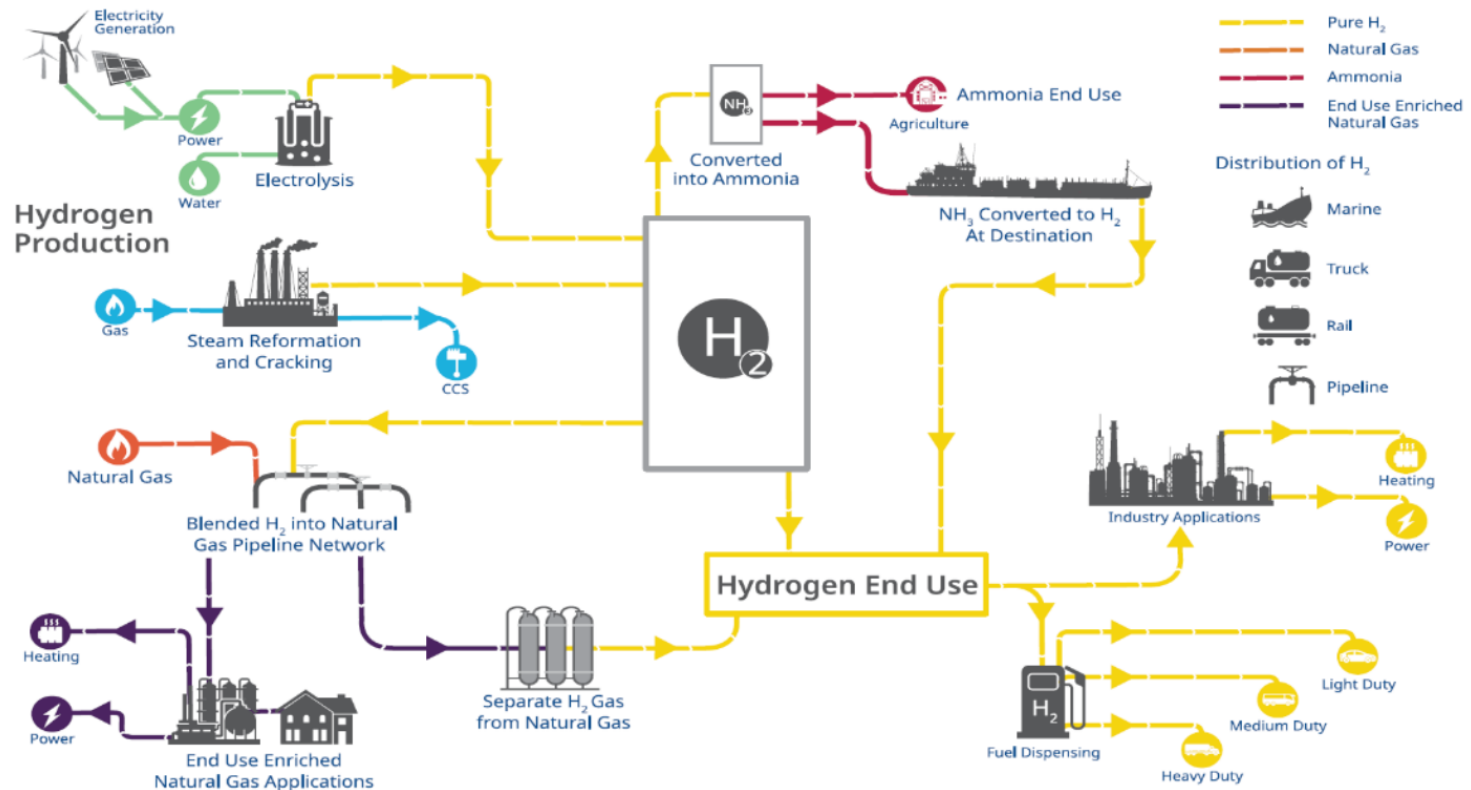 Electricity
Generation
Power
Water
Electrolysis
Hydrogen
Production
Gas
Steam Reformation
and Cracking
CCS
Natural Gas
Blended H₂ into Natural
Gas Pipeline Network
Heating
Power
End Use Enriched
Natural Gas Applications
Separate H₂ Gas
from Natural Gas
H₂
NH₃
Converted
into Ammonia
Agriculture
Ammonia End Use
NH₃ Converted to H₂
At Destination
Hydrogen End Use
Industry Applications
Heating
Power
H₂
Fuel Dispensing
Light Duty
Medium Duty
Heavy Duty
Pure H₂
Natural Gas
Ammonia
End Use Enriched
Natural Gas
Distribution of H₂
Marine
Truck
Rail
Pipeline